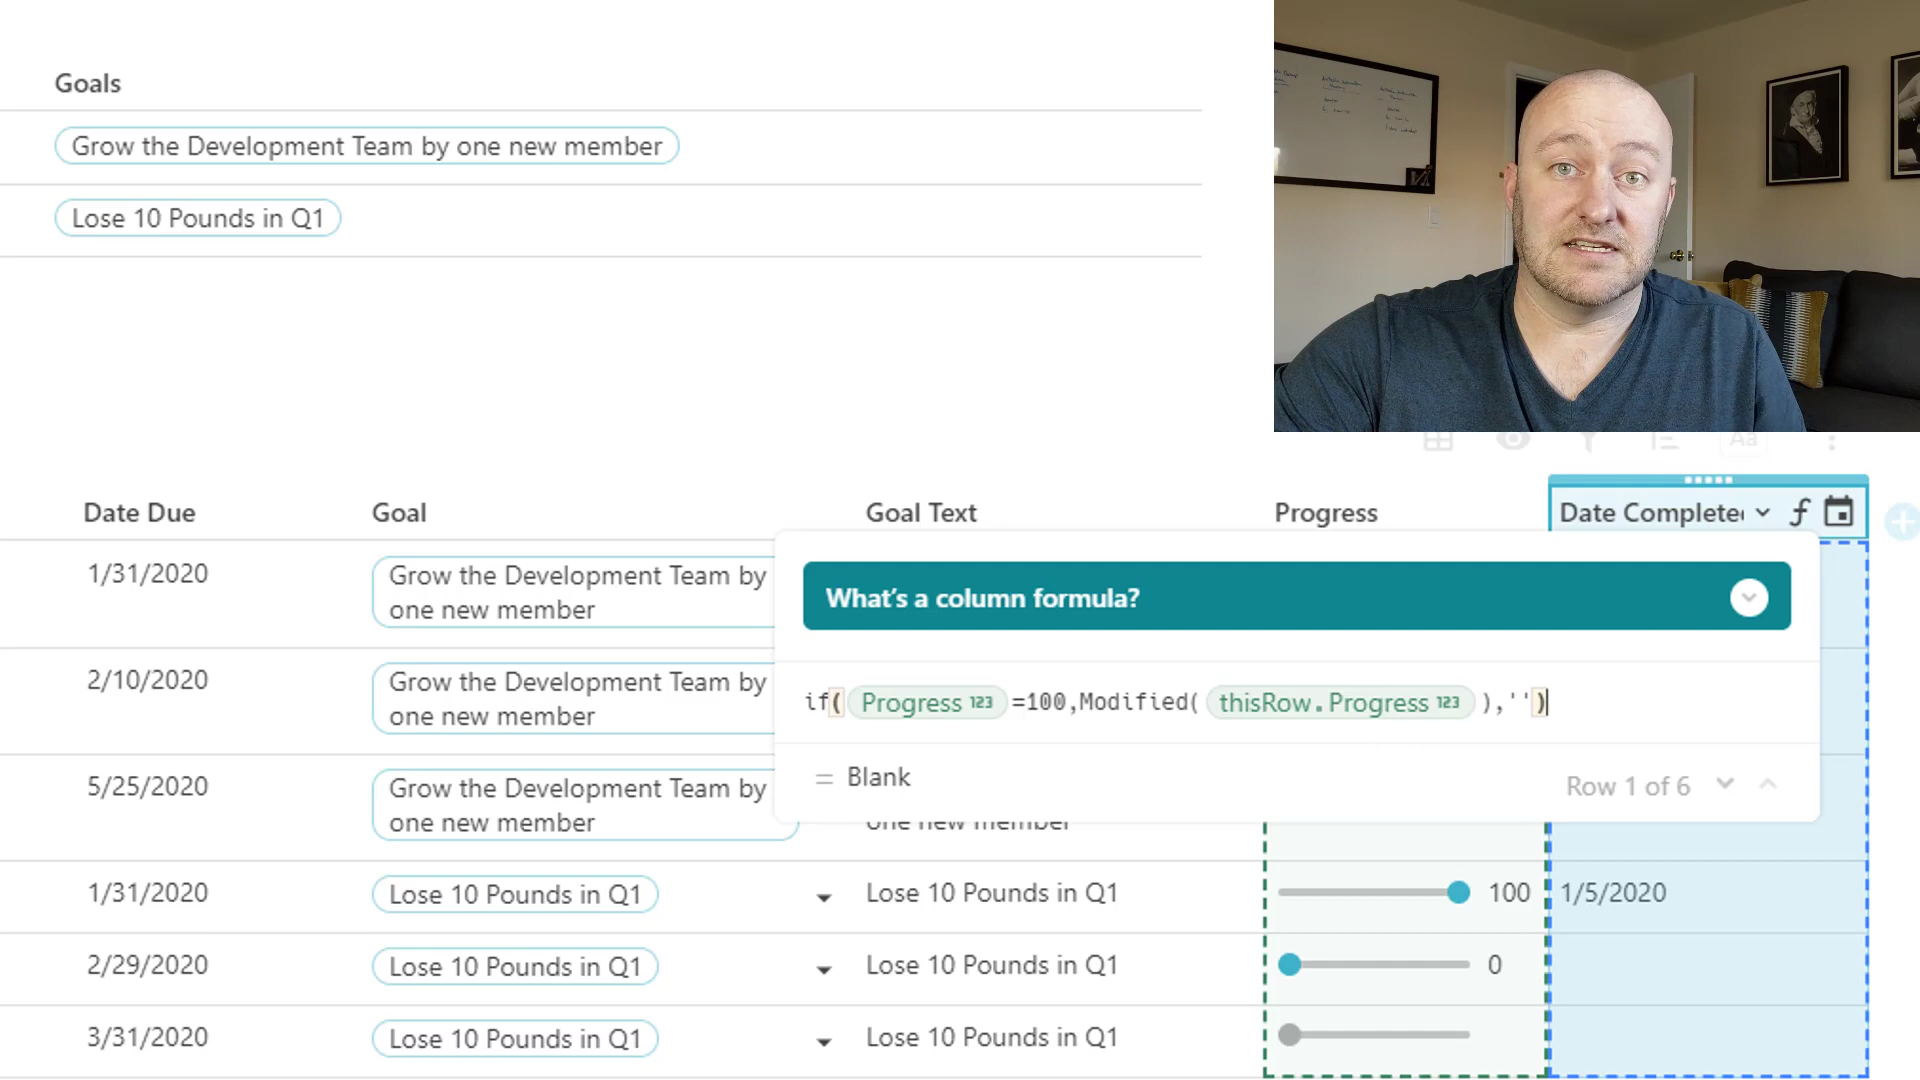 Goals
Grow the Development Team by one new member
Lose 10 Pounds in Q1
Aa
Date Due
Goal
Goal Text
Progress
Date Complete
1/31/2020
Grow the Development Team by
one new member
What's a column formula?
2/10/2020
Grow the Development Team by
one new member
if( Progress 123 =100,Modified( thisRow.Progress 123 ),'')
5/25/2020
Grow the Development Team by
one new member
= Blank
Row 1 of 6
one new member
1/31/2020
Lose 10 Pounds in Q1
Lose 10 Pounds in Q1
100
1/5/2020
2/29/2020
Lose 10 Pounds in Q1
Lose 10 Pounds in Q1
0
3/31/2020
Lose 10 Pounds in Q1
Lose 10 Pounds in Q1